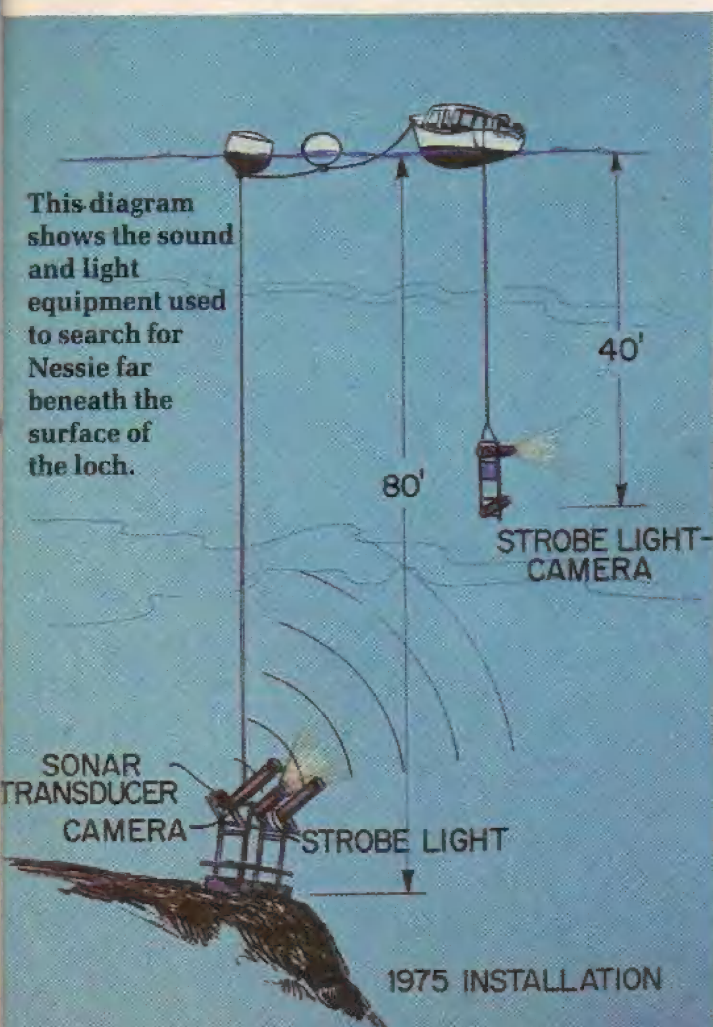 This diagram
shows the sound
and light
equipment used
to search for
Nessie far
beneath the
surface of
the loch.
40'
80'
STROBE LIGHT-
CAMERA
SONAR
TRANSDUCER
CAMERA
STROBE LIGHT
1975 INSTALLATION